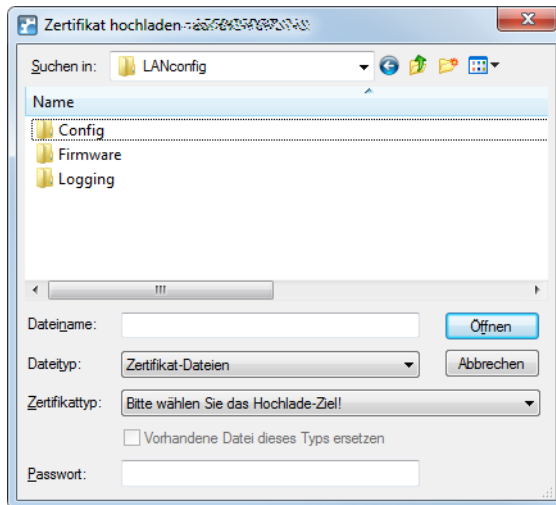 Zertifikat hochladen
Suchen in: LANconfig
Name
Config
Firmware
Logging
Dateiname: Öffnen
Dateityp: Zertifikat-Dateien Abbrechen
Zertifikattyp: Bitte wählen Sie das Hochlade-Ziel!
Vorhandene Datei dieses Typs ersetzen
Passwort: